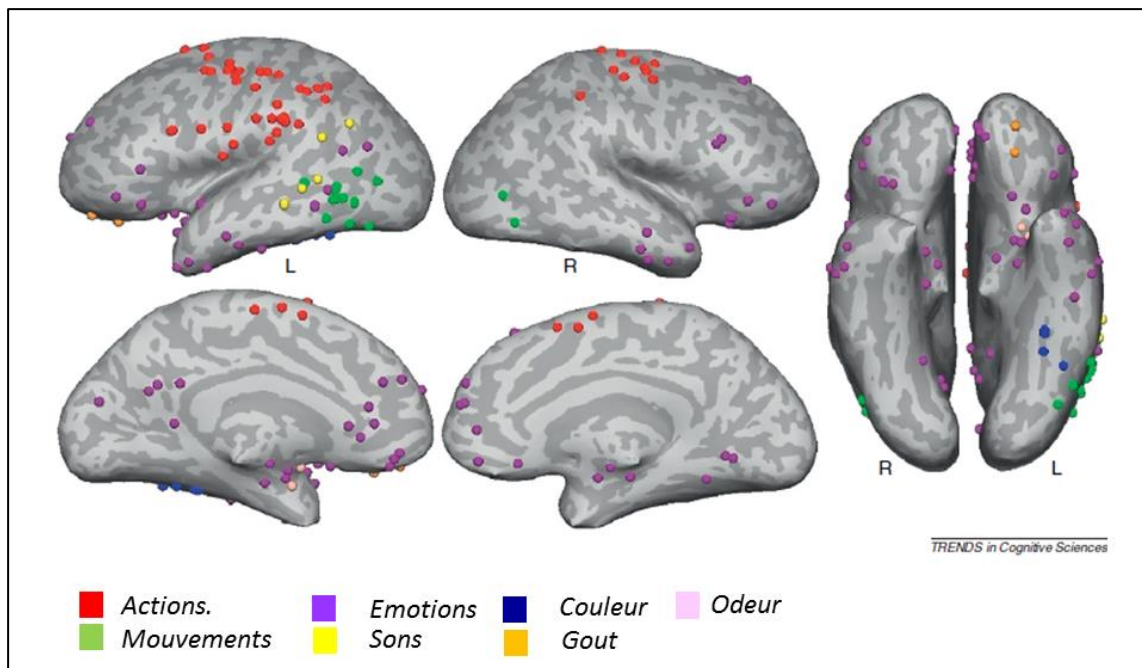 L
R
R
L
TRENDS in Cognitive Sciences
Actions.
Emotions
Couleur
Odeur
Mouvements
Sons
Gout